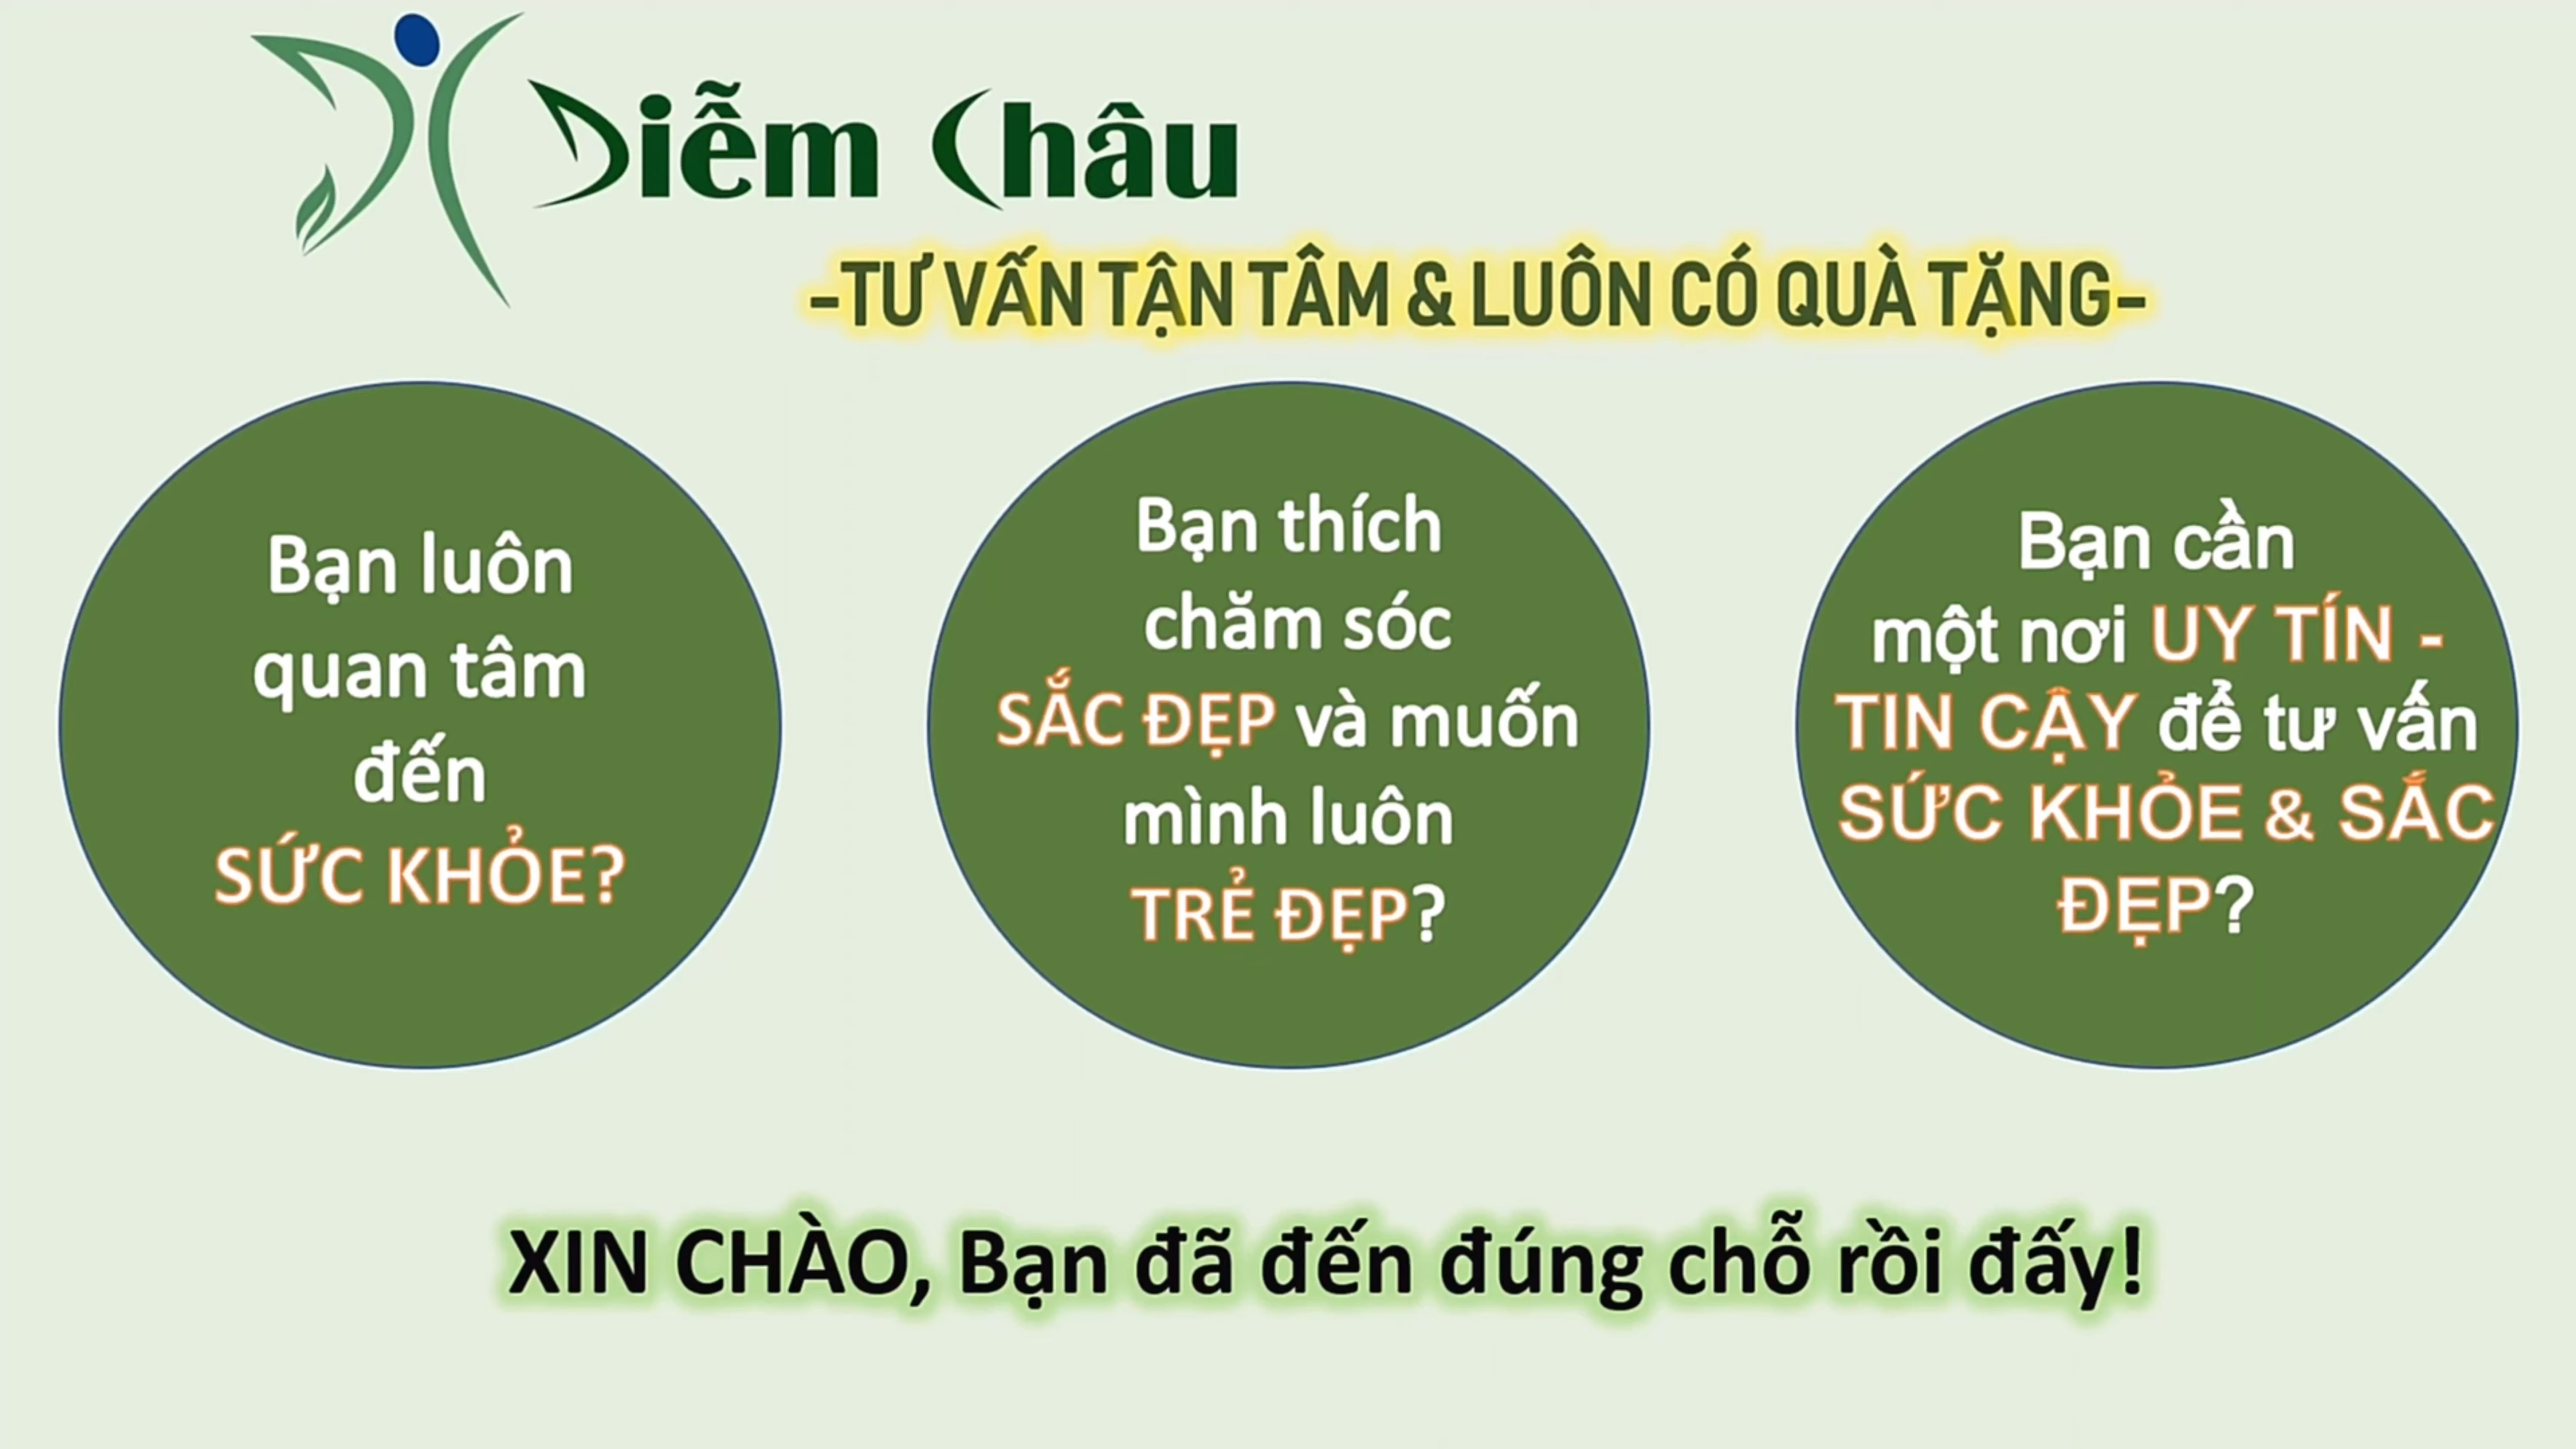 Diễm Châu
-TƯ VẤN TẬN TÂM & LUÔN CÓ QUÀ TẶNG-
Bạn luôn
quan tâm
đến
SỨC KHỎE?
Bạn thích
chăm sóc
SẮC ĐẸP và muốn
mình luôn
TRẺ ĐẸP?
Bạn cần
một nơi UY TÍN -
TIN CẬY để tư vấn
SỨC KHỎE & SẮC
ĐẸP?
XIN CHÀO, Bạn đã đến đúng chỗ rồi đấy!